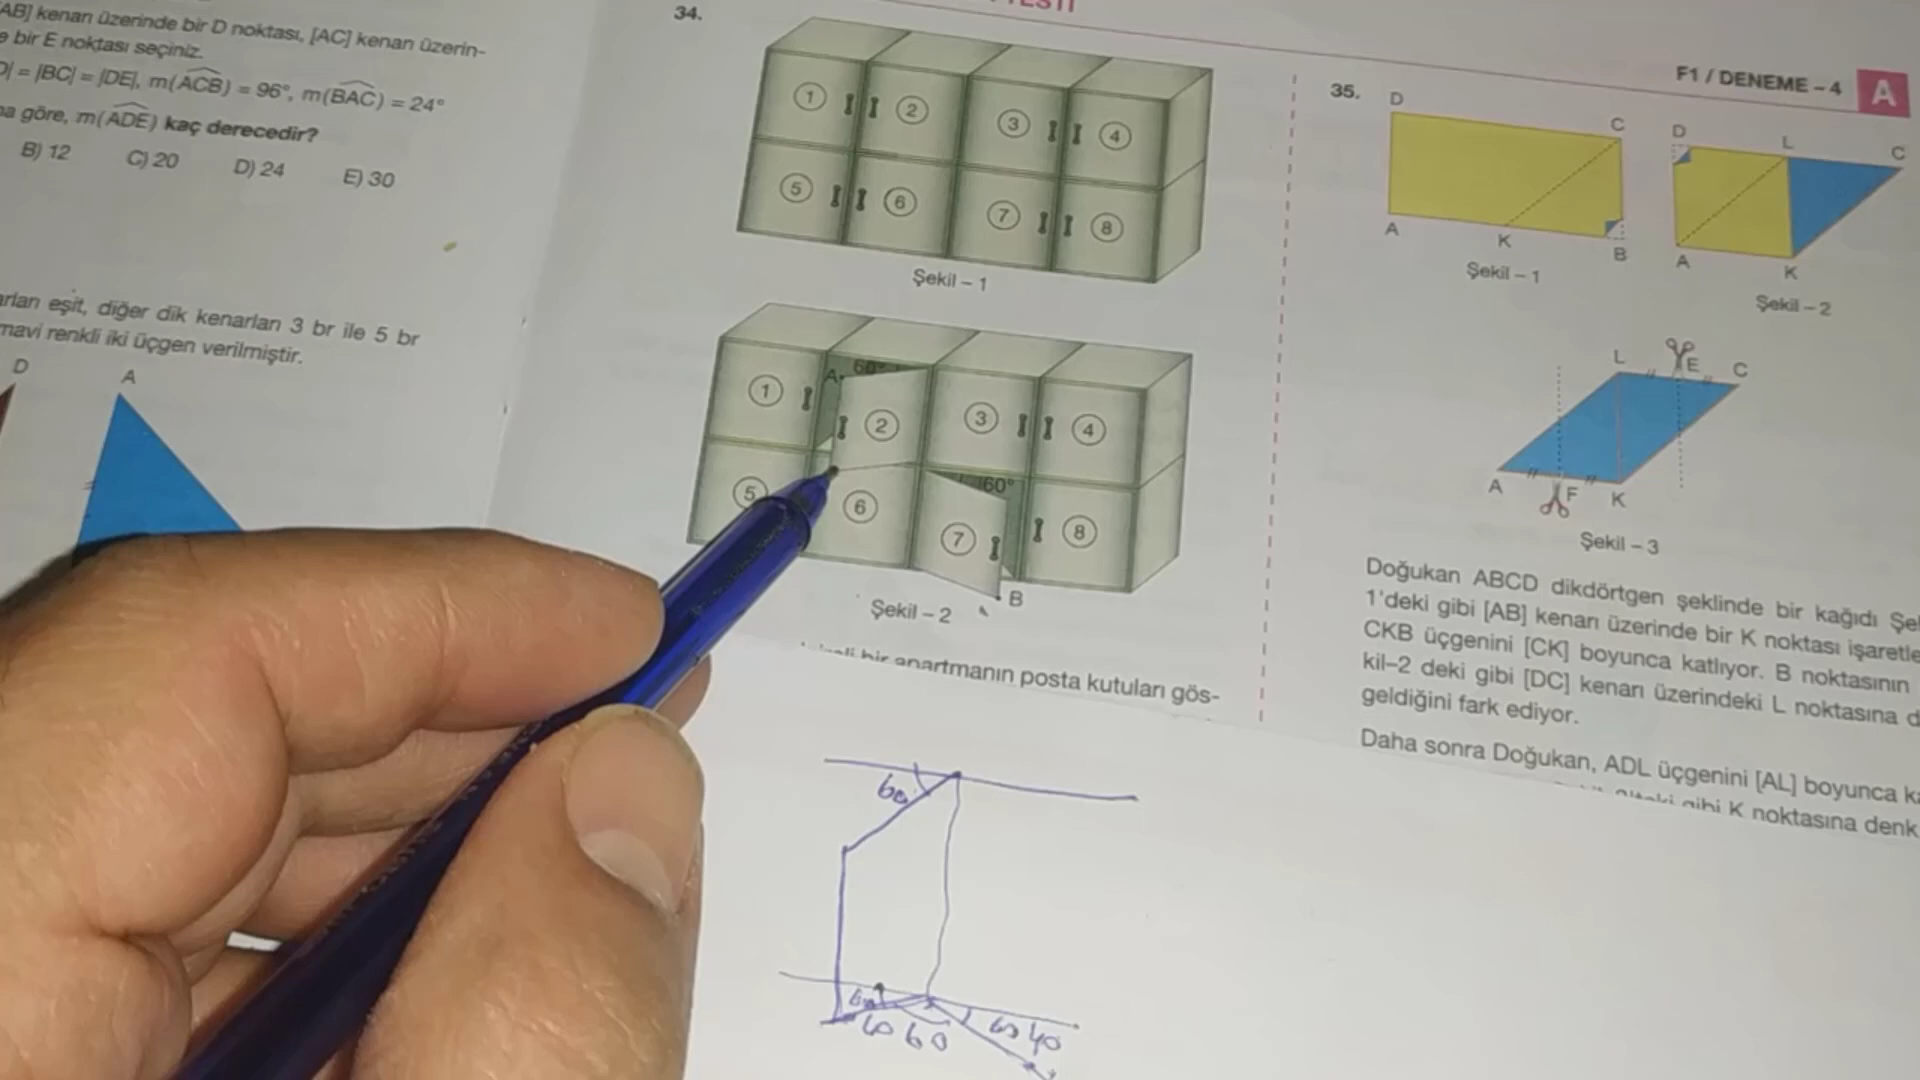 AB] kenarı üzerinde bir D noktası, [AC] kenarı üzerin-
bir E noktası seçiniz.
= |BC| = |DE|, m(ACB) = 96°, m(BAC) = 24°
göre, m(ADE) kaç derecedir?
B) 12 C) 20 D) 24 E) 30
eşit, diğer dik kenarları 3 br ile 5 br
mavi renkli iki üçgen verilmiştir.
D A
34.
1 2 3 4
5 6 7 8
Şekil – 1
A 60°
1 2 3 4
60°
5 6 7 8
B
Şekil – 2
bir apartmanın posta kutuları gös-
60
60 60 60 40
F1 / DENEME – 4 A
35.
D C
A K B
Şekil – 1
D L C
A K
Şekil – 2
L E C
A F K
Şekil – 3
Doğukan ABCD dikdörtgen şeklinde bir kağıdı
1'deki gibi [AB] kenarı üzerinde bir K noktası
CKB üçgenini [CK] boyunca katlıyor. B noktasının
kil–2 deki gibi [DC] kenarı üzerindeki L noktasına
geldiğini fark ediyor.
Daha sonra Doğukan, ADL üçgenini [AL] boyunca
gibi K noktasına denk